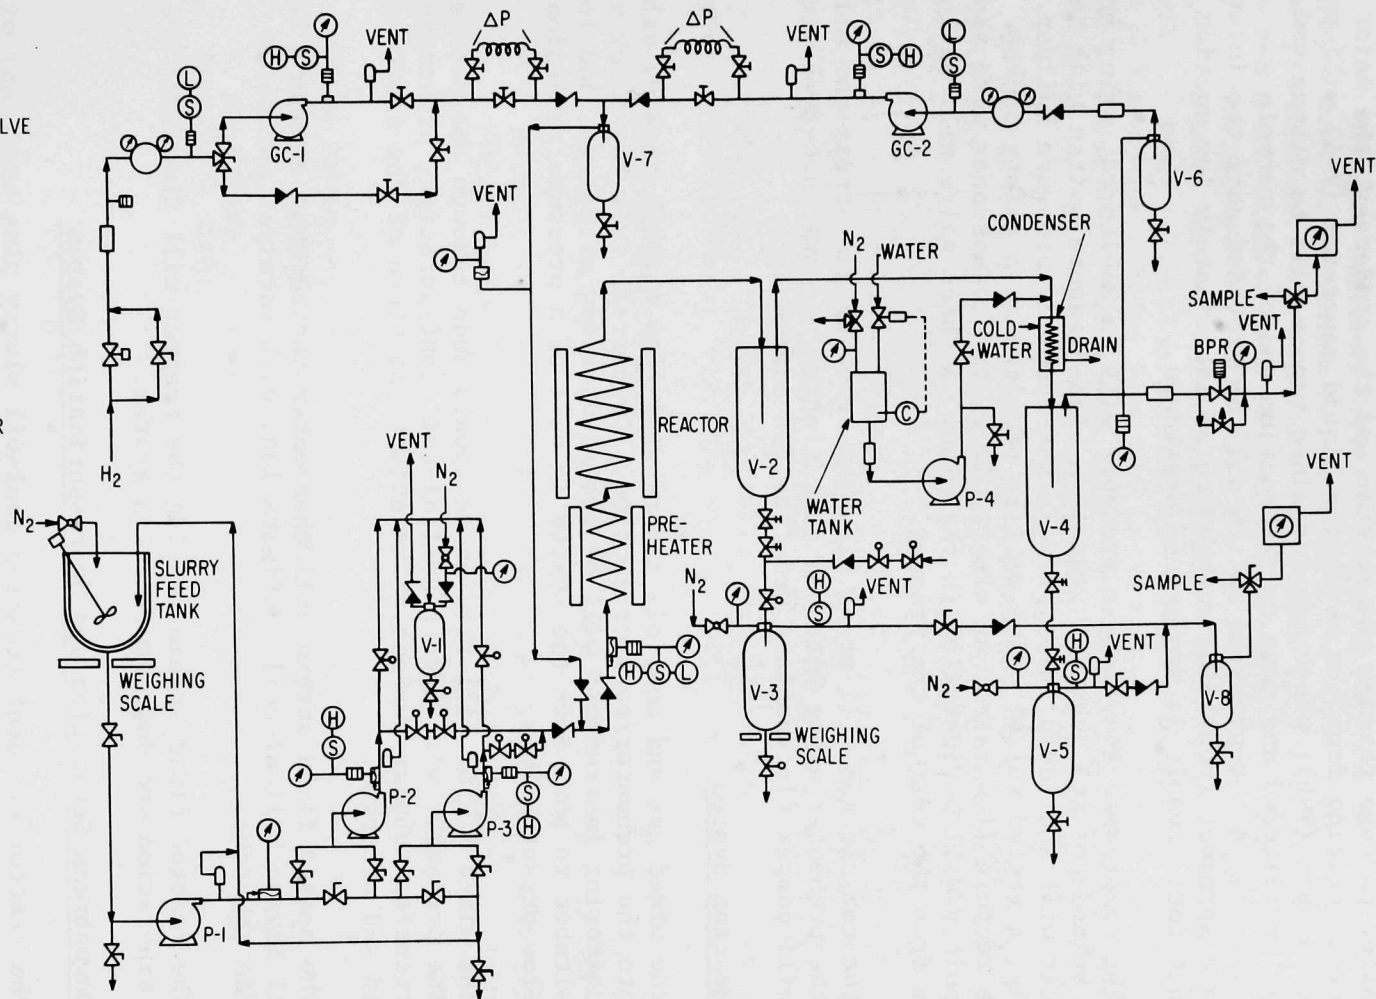 ΔP
ΔP
VENT
VENT
H
S
S
H
L
S
L
S
LVE
GC-1
GC-2
V-7
V-6
VENT
VENT
CONDENSER
N2
WATER
SAMPLE
VENT
COLD
WATER
DRAIN
BPR
R
H2
REACTOR
C
VENT
N2
V-2
P-4
V-4
VENT
WATER
TANK
N2
SLURRY
FEED
TANK
PRE-
HEATER
N2
H
S
VENT
SAMPLE
V-1
H
S
VENT
H
S
L
WEIGHING
SCALE
N2
V-3
V-8
H
S
WEIGHING
SCALE
V-5
P-2
P-3
S
H
P-1